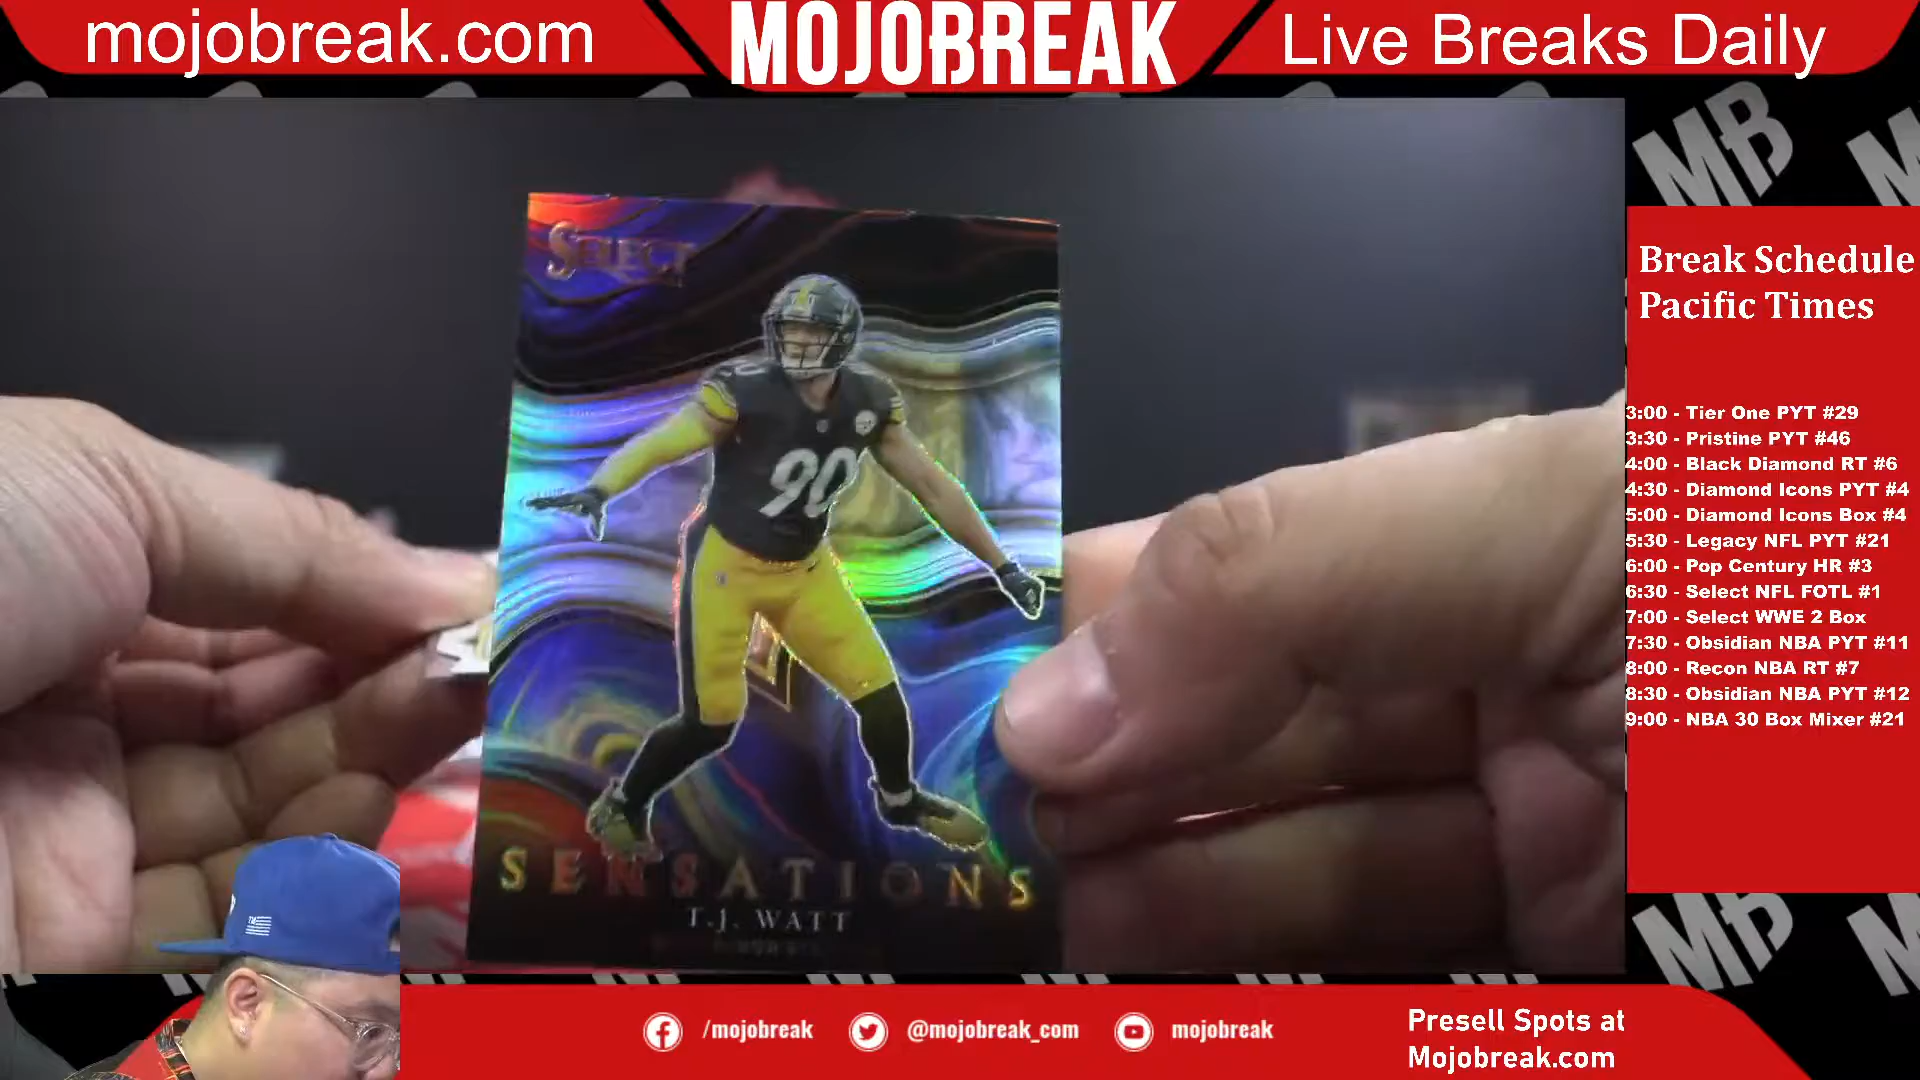 mojobreak.com
MOJOBREAK
Live Breaks Daily
MB
Break Schedule
Pacific Times
3:00 - Tier One PYT #29
3:30 - Pristine PYT #46
4:00 - Black Diamond RT #6
4:30 - Diamond Icons PYT #4
5:00 - Diamond Icons Box #4
5:30 - Legacy NFL PYT #21
6:00 - Pop Century HR #3
6:30 - Select NFL FOTL #1
7:00 - Select WWE 2 Box
7:30 - Obsidian NBA PYT #11
8:00 - Recon NBA RT #7
8:30 - Obsidian NBA PYT #12
9:00 - NBA 30 Box Mixer #21
SELECT
90
SENSATIONS
T.J. WATT
MB
/mojobreak
@mojobreak_com
mojobreak
Presell Spots at
Mojobreak.com